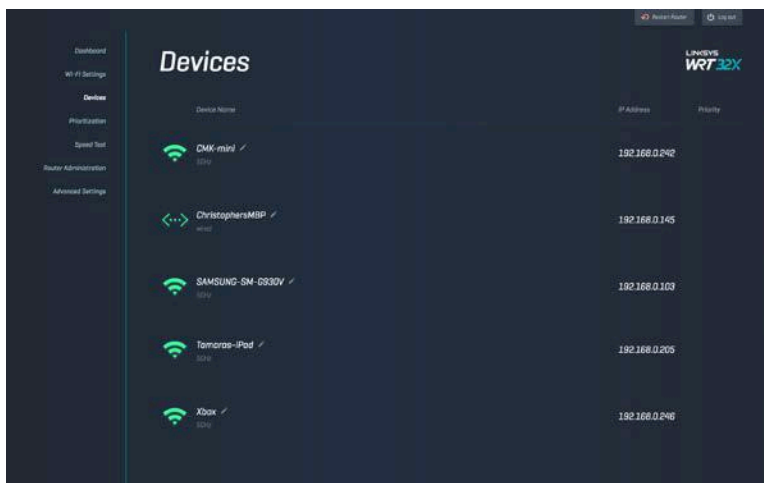 Restart Router
Log out
Dashboard
Wi-Fi Settings
Devices
Prioritization
Speed Test
Router Administration
Advanced Settings
Devices
LINKSYS
WRT32X
Device Name
IP Address
Priority
CMK-mini
5GHz
192.168.0.242
ChristophersMBP
wired
192.168.0.145
SAMSUNG-SM-G930V
5GHz
192.168.0.103
Tamaras-iPad
5GHz
192.168.0.205
Xbox
5GHz
192.168.0.246